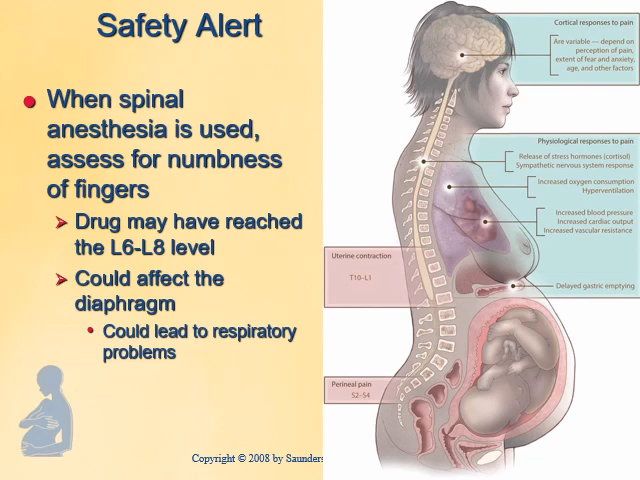 Safety Alert
When spinal
anesthesia is used,
assess for numbness
of fingers
Drug may have reached
the L6-L8 level
Could affect the
diaphragm
Could lead to respiratory
problems
Copyright © 2008 by Saunders
Cortical responses to pain
Are variable — depend on
perception of pain,
extent of fear and anxiety,
age, and other factors
Physiological responses to pain
Release of stress hormones (cortisol)
Sympathetic nervous system response
Increased oxygen consumption
Hyperventilation
Increased blood pressure
Increased cardiac output
Increased vascular resistance
Uterine contraction
T10–L1
Delayed gastric emptying
Perineal pain
S2–S4